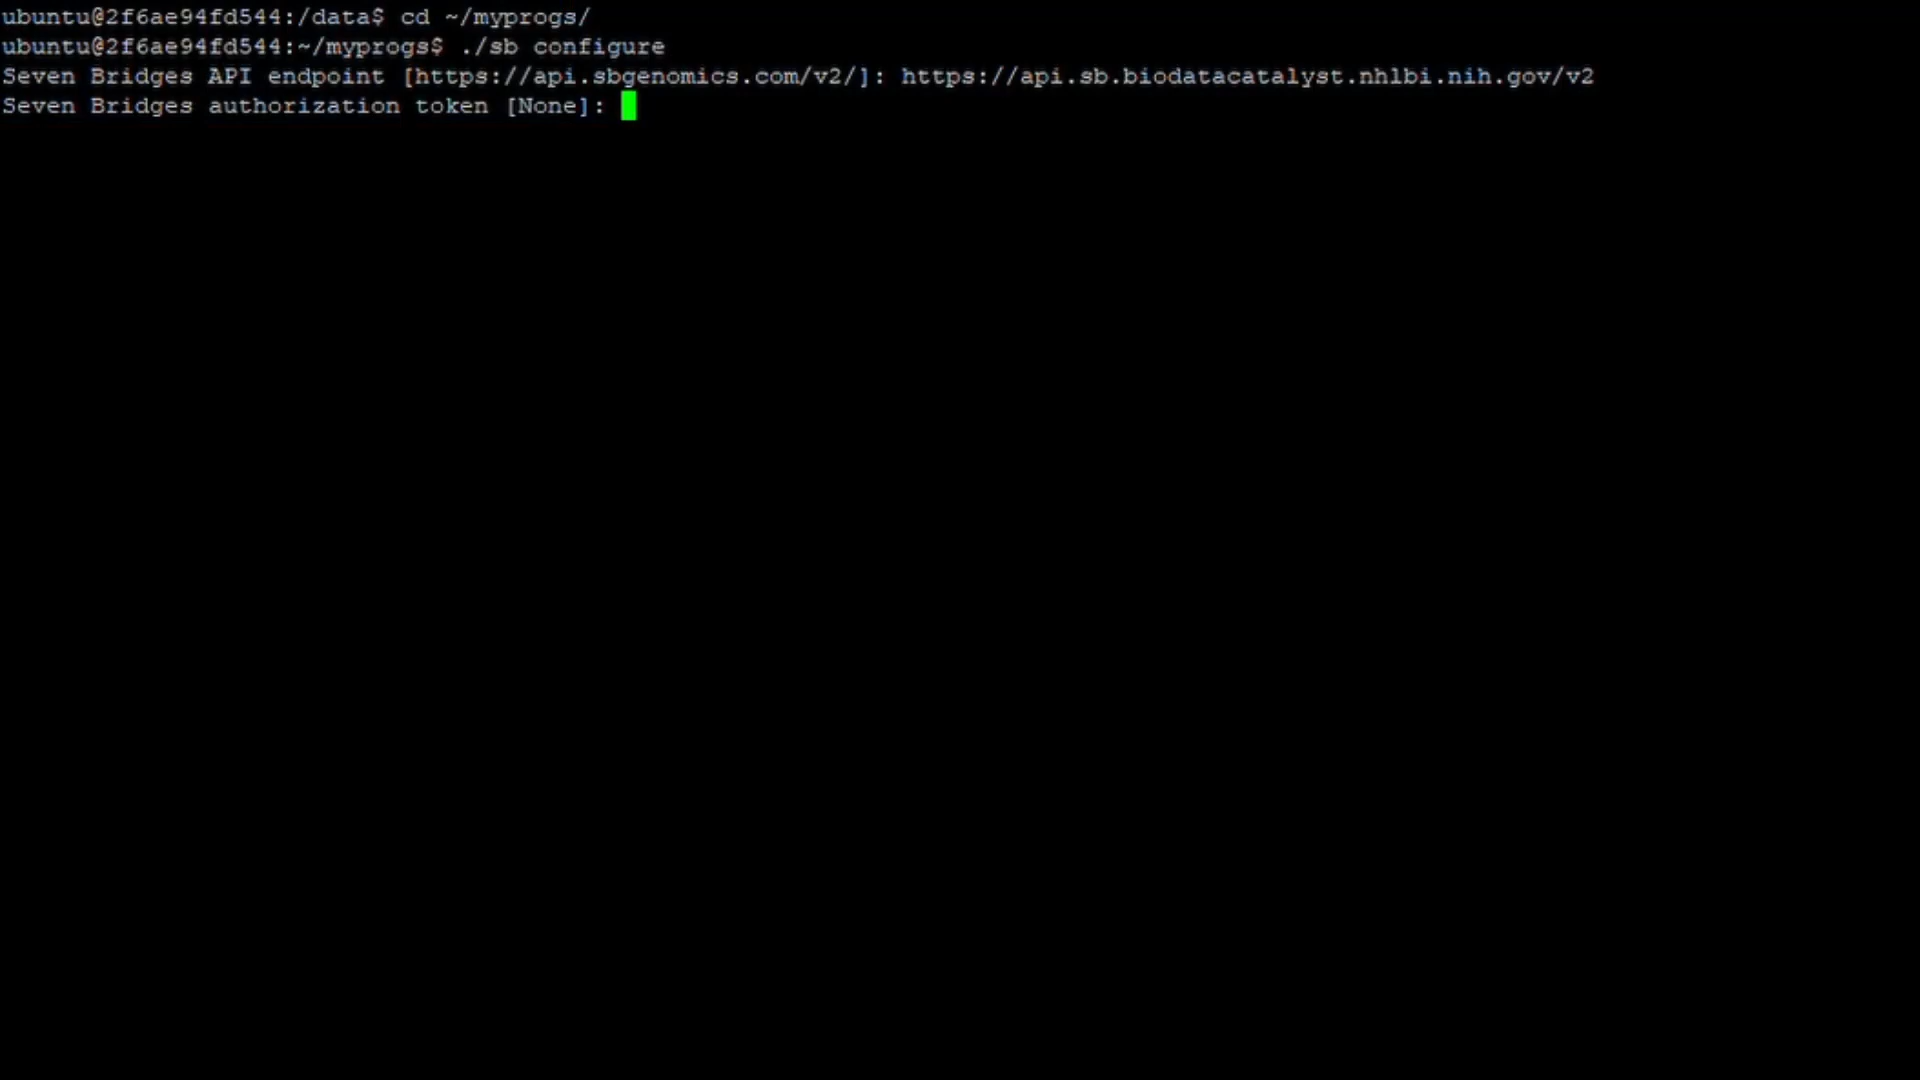 ubuntu@2f6ae94fd544:/data$ cd ~/myprogs/
ubuntu@2f6ae94fd544:~/myprogs$ ./sb configure
Seven Bridges API endpoint [https://api.sbgenomics.com/v2/]: https://api.sb.biodatacatalyst.nhlbi.nih.gov/v2
Seven Bridges authorization token [None]: